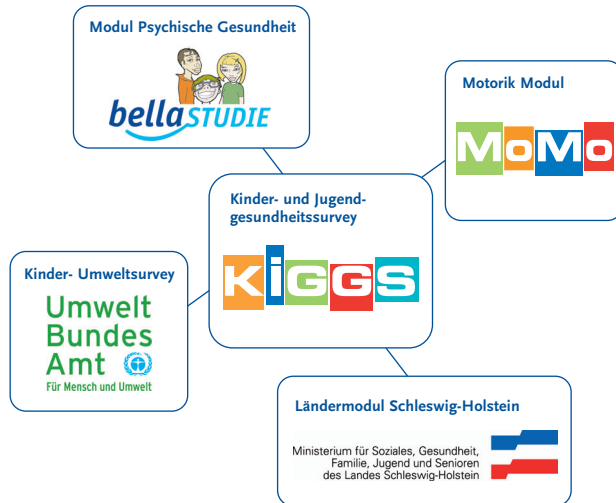 Modul Psychische Gesundheit
bella STUDIE
Motorik Modul
MoMo
Kinder- und Jugend-
gesundheitssurvey
KiGGS
Kinder- Umweltsurvey
Umwelt
Bundes
Amt
Für Mensch und Umwelt
Ländermodul Schleswig-Holstein
Ministerium für Soziales, Gesundheit,
Familie, Jugend und Senioren
des Landes Schleswig-Holstein